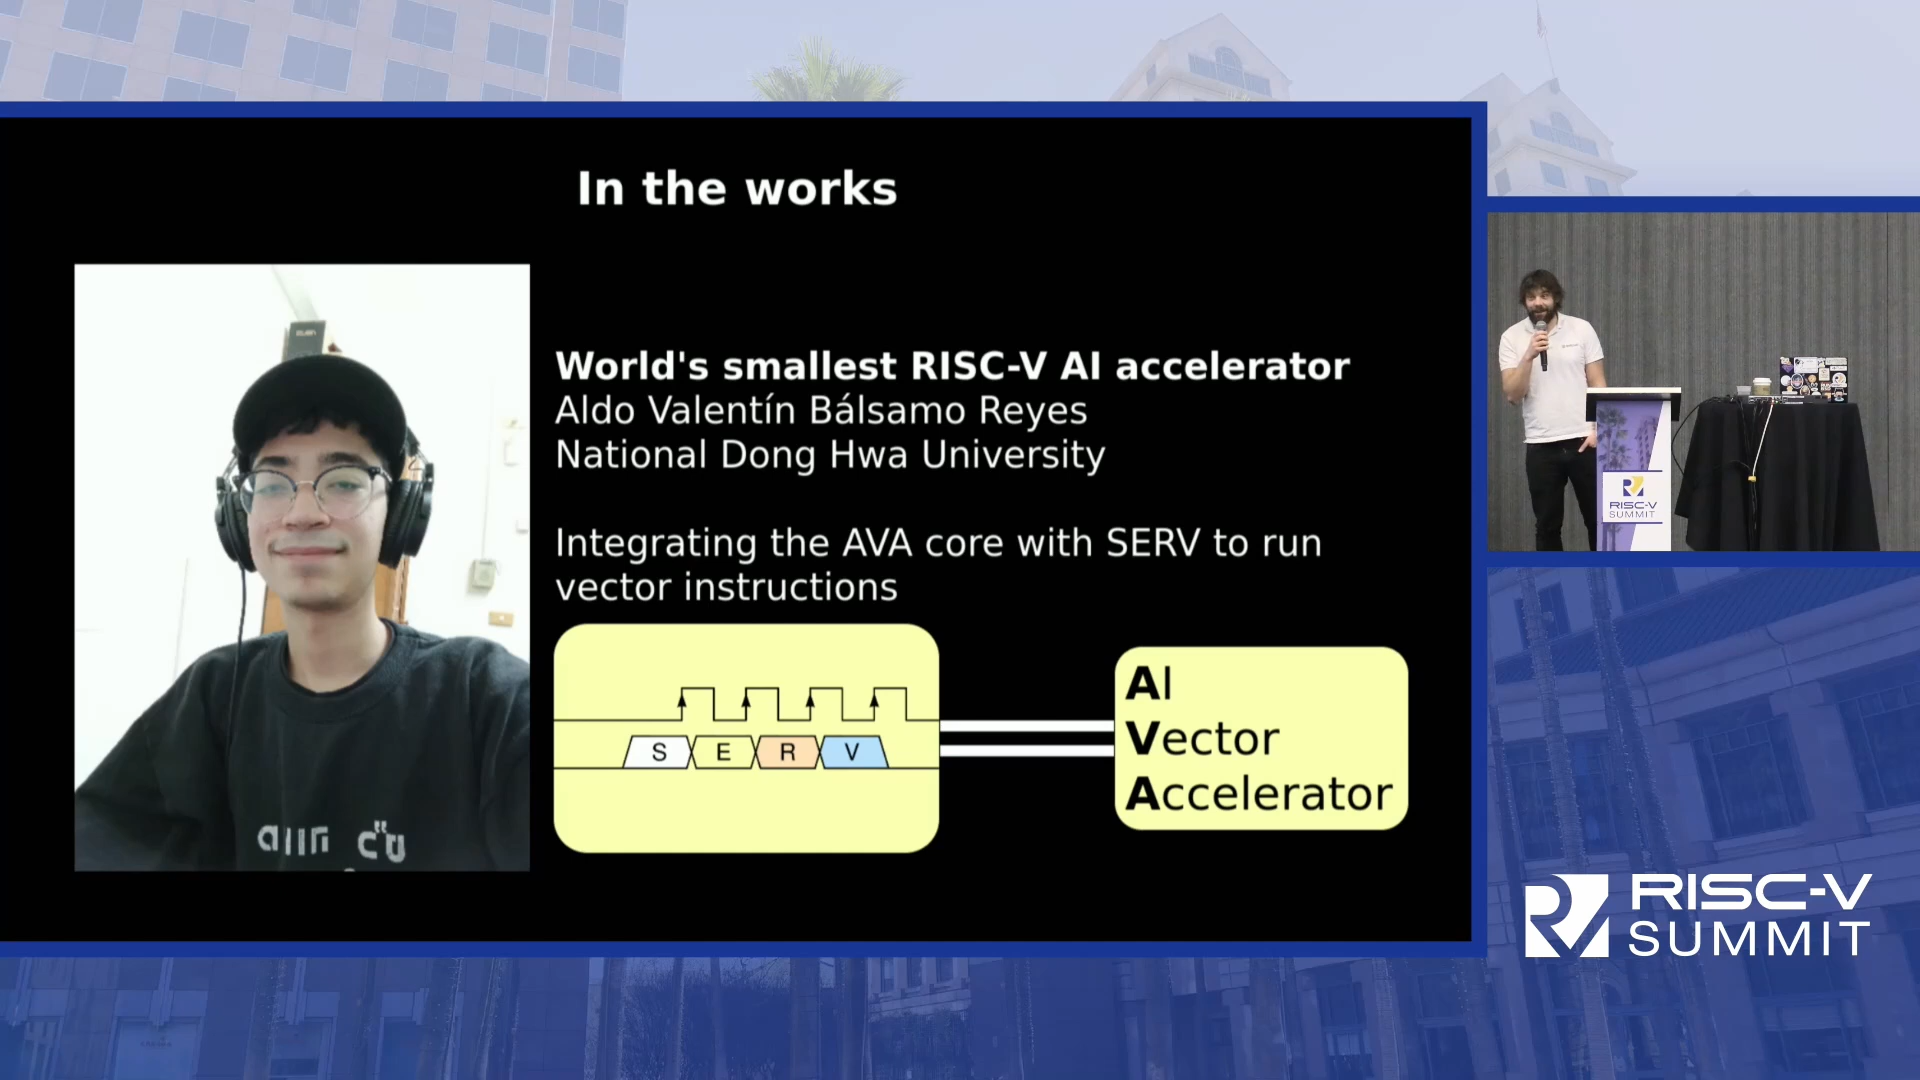 In the works
World's smallest RISC-V AI accelerator
Aldo Valentín Bálsamo Reyes
National Dong Hwa University
Integrating the AVA core with SERV to run
vector instructions
S E R V
AI
Vector
Accelerator
RISC-V
SUMMIT
RISC-V
SUMMIT